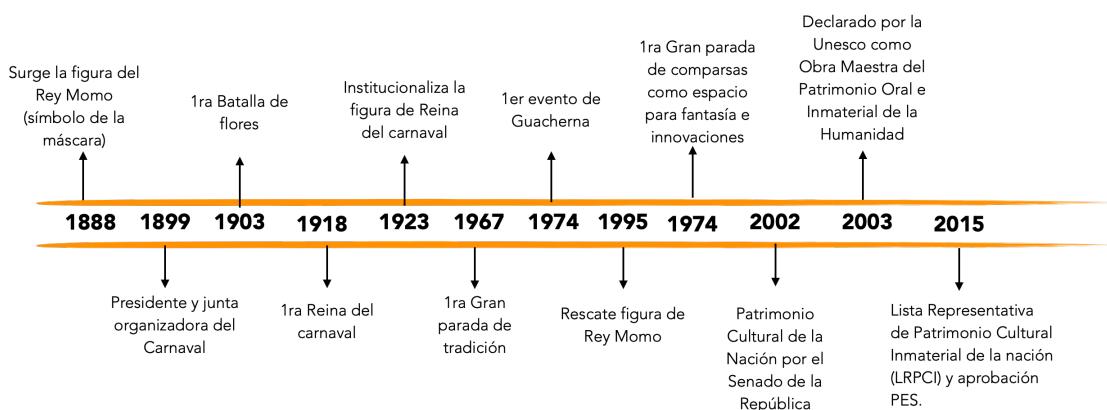 Surge la figura del
Rey Momo
(símbolo de la
máscara)
1ra Batalla de
flores
Institucionaliza la
figura de Reina
del carnaval
1er evento de
Guacherna
1ra Gran parada
de comparsas
como espacio
para fantasía e
innovaciones
Declarado por la
Unesco como
Obra Maestra del
Patrimonio Oral e
Inmaterial de la
Humanidad
1888 1899 1903 1918 1923 1967 1974 1995 1974 2002 2003 2015
Presidente y junta
organizadora del
Carnaval
1ra Reina del
carnaval
1ra Gran
parada de
tradición
Rescate figura de
Rey Momo
Patrimonio
Cultural de la
Nación por el
Senado de la
República
Lista Representativa
de Patrimonio Cultural
Inmaterial de la nación
(LRPCI) y aprobación
PES.